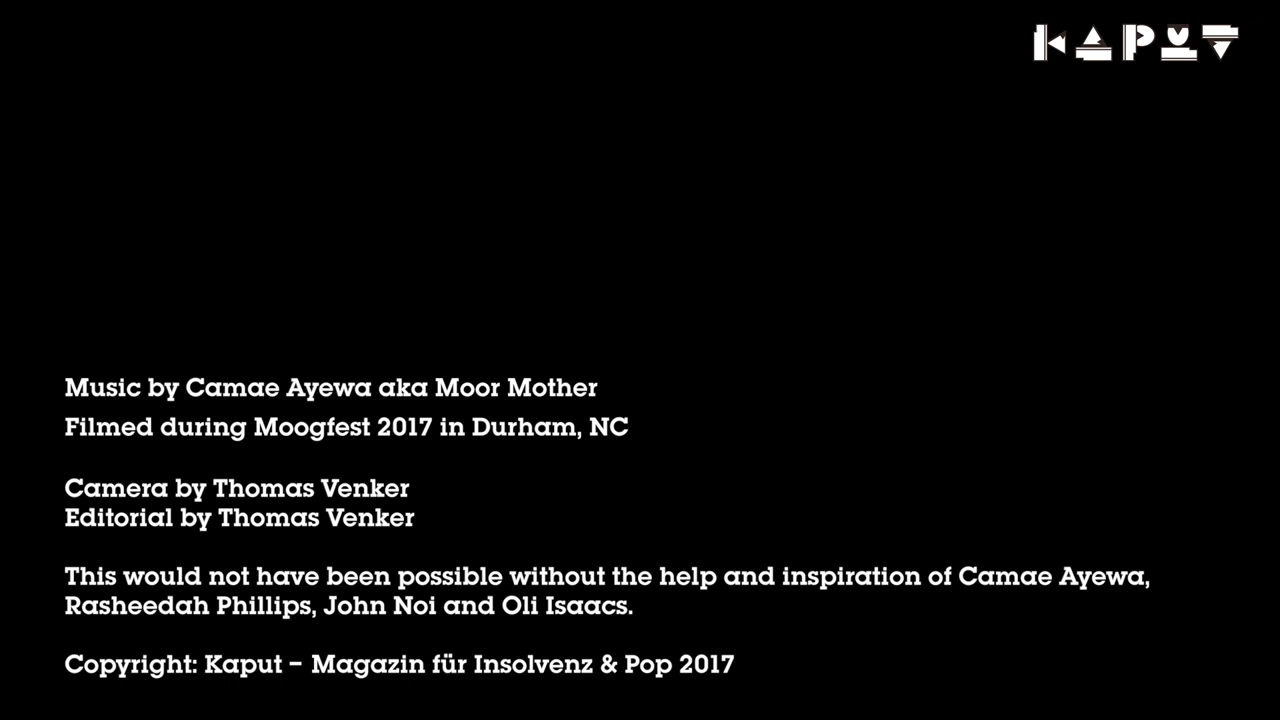 KAPUT
Music by Camae Ayewa aka Moor Mother
Filmed during Moogfest 2017 in Durham, NC
Camera by Thomas Venker
Editorial by Thomas Venker
This would not have been possible without the help and inspiration of Camae Ayewa,
Rasheedah Phillips, John Noi and Oli Isaacs.
Copyright: Kaput – Magazin für Insolvenz & Pop 2017